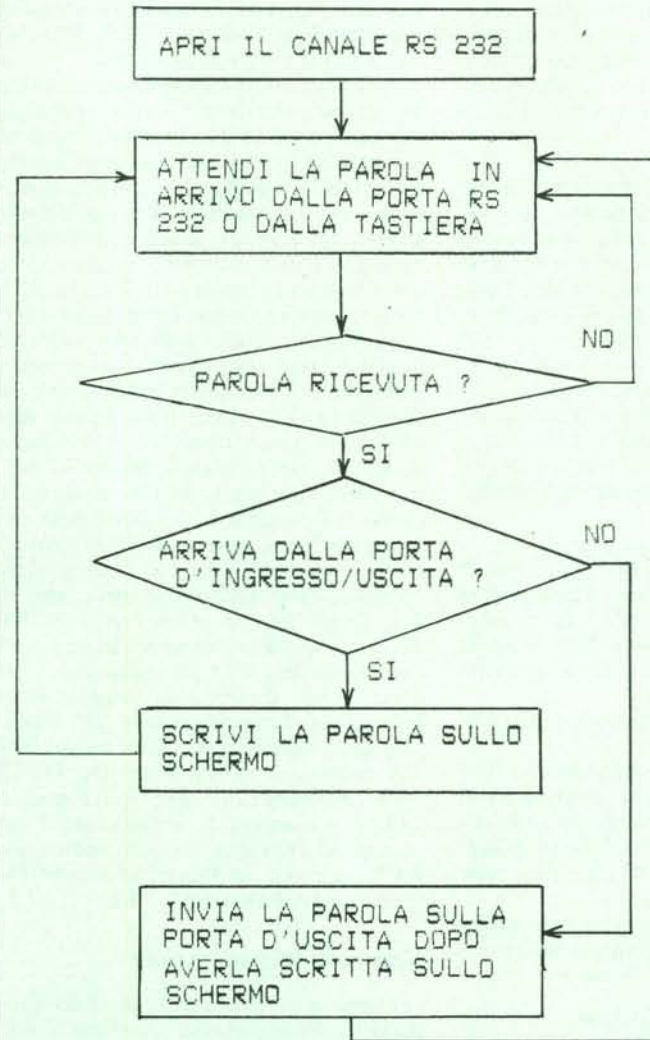 APRI IL CANALE RS 232
ATTENDI LA PAROLA IN
ARRIVO DALLA PORTA RS
232 O DALLA TASTIERA
NO
PAROLA RICEVUTA ?
SI
NO
ARRIVA DALLA PORTA
D'INGRESSO/USCITA ?
SI
SCRIVI LA PAROLA SULLO
SCHERMO
INVIA LA PAROLA SULLA
PORTA D'USCITA DOPO
AVERLA SCRITTA SULLO
SCHERMO